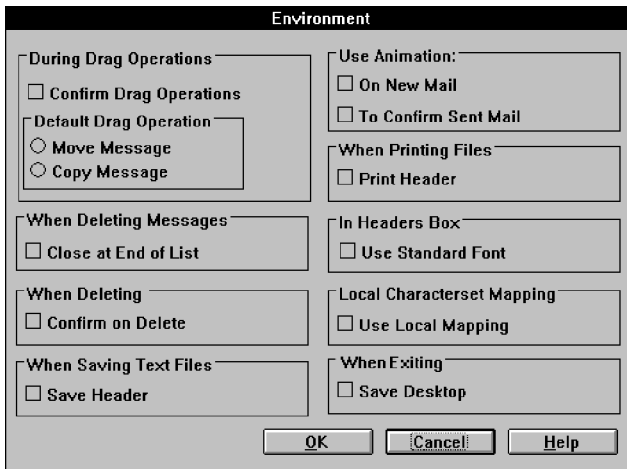 Environment
During Drag Operations
Confirm Drag Operations
Default Drag Operation
Move Message
Copy Message
When Deleting Messages
Close at End of List
When Deleting
Confirm on Delete
When Saving Text Files
Save Header
Use Animation:
On New Mail
To Confirm Sent Mail
When Printing Files
Print Header
In Headers Box
Use Standard Font
Local Characterset Mapping
Use Local Mapping
When Exiting
Save Desktop
OK
Cancel
Help